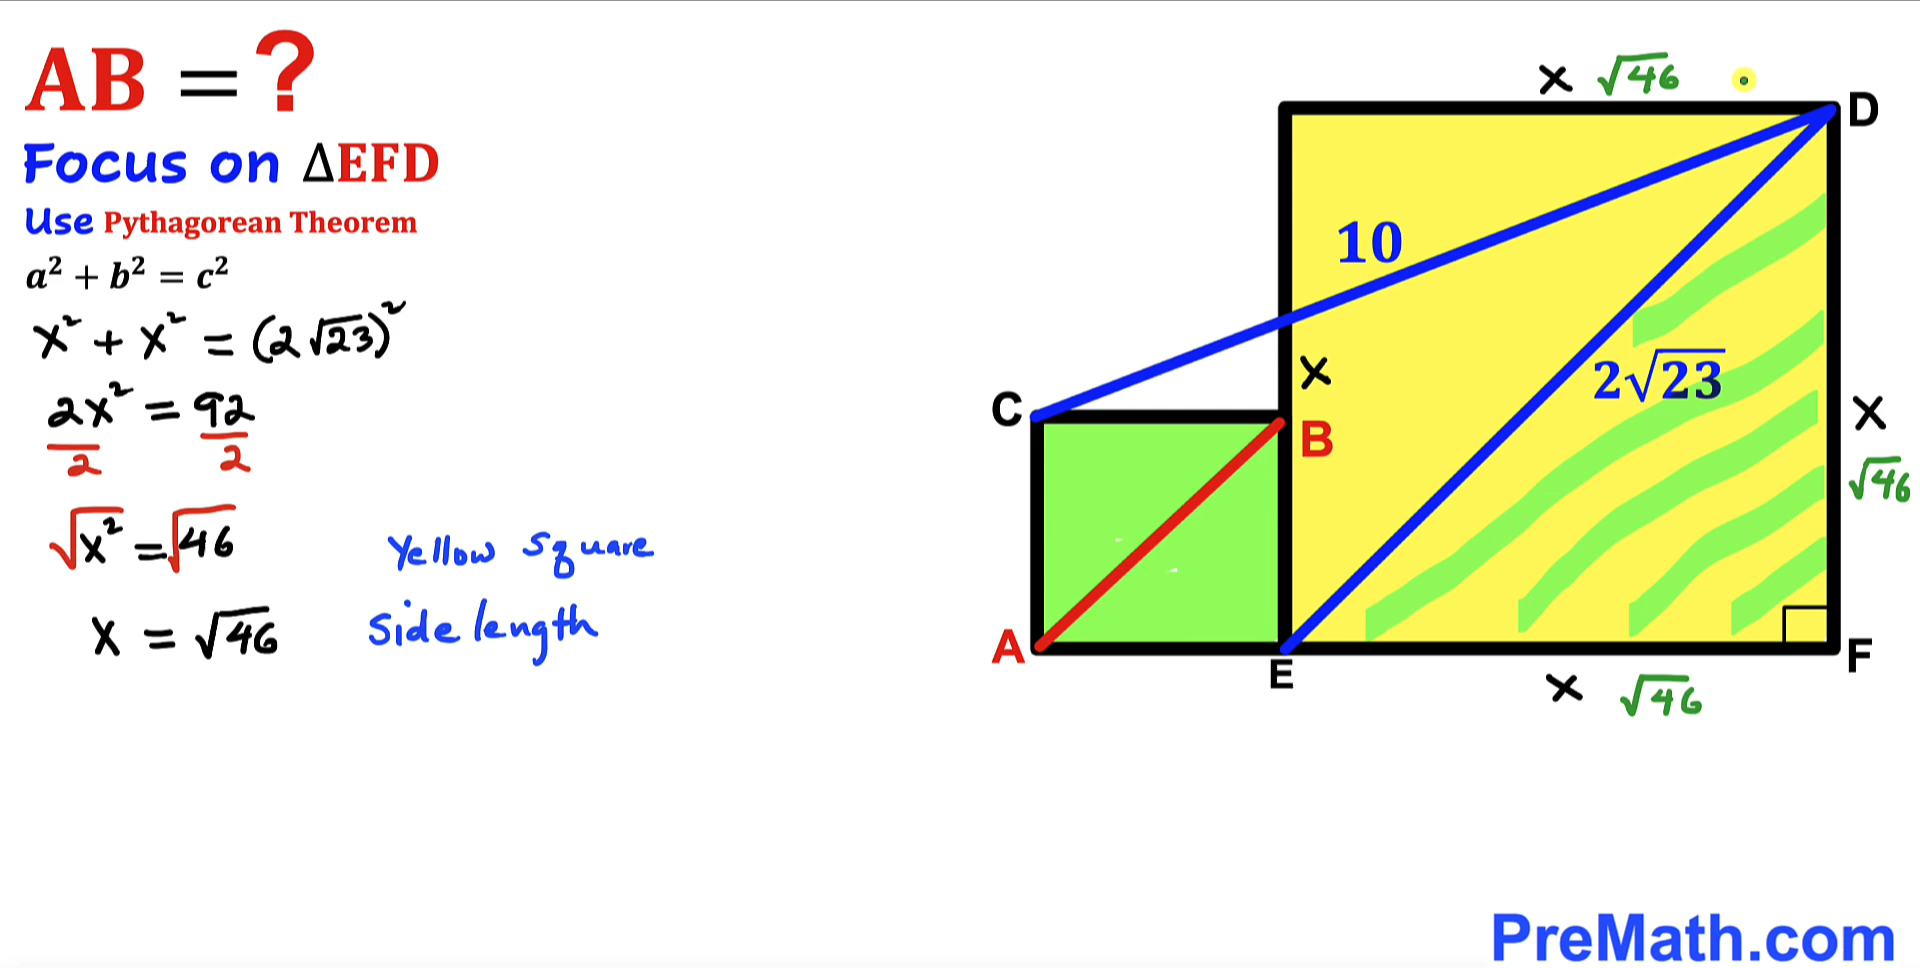 AB = ?
Focus on ΔEFD
Use Pythagorean Theorem
a² + b² = c²
x² + x² = (2√23)²
2x² = 92
2 2
√x² = √46
x = √46
Yellow square
side length
x √46
D
10
x
2√23
C
B
x
√46
A
E
F
x √46
PreMath.com